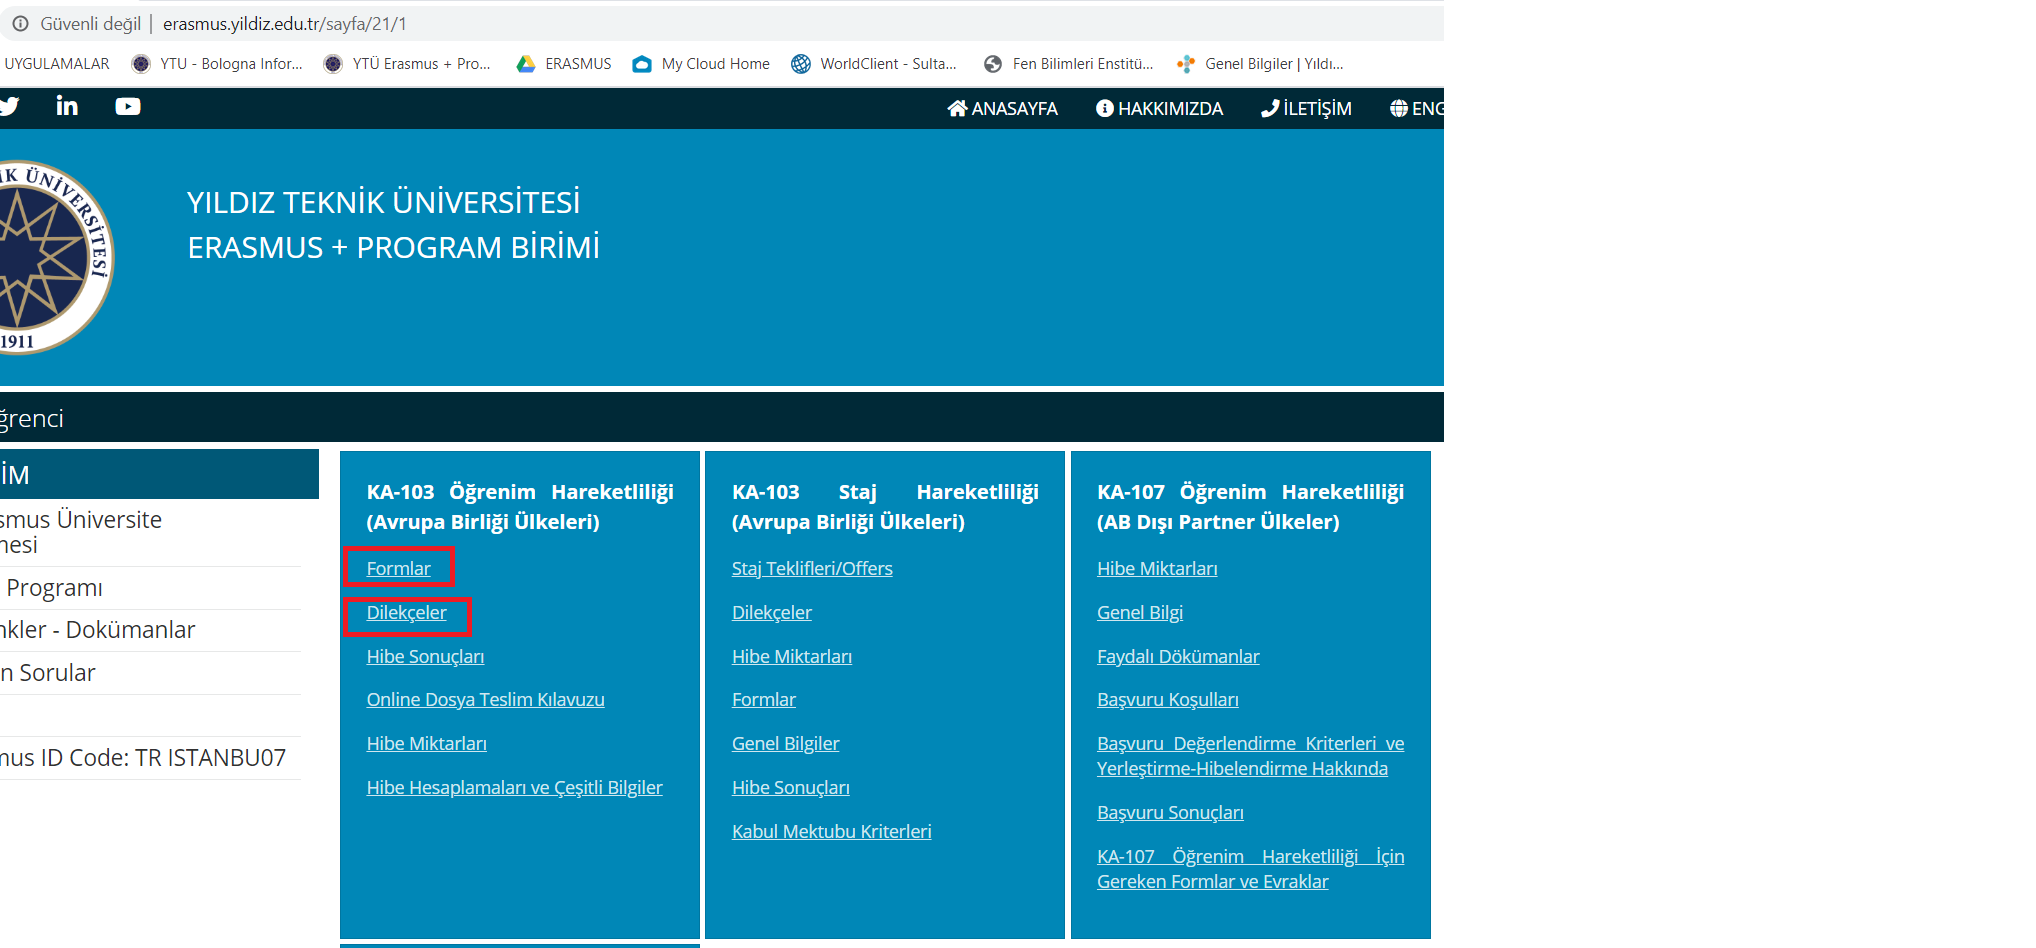 Güvenli değil | erasmus.yildiz.edu.tr/sayfa/21/1
UYGULAMALAR YTU - Bologna Infor... YTÜ Erasmus + Pro... ERASMUS My Cloud Home WorldClient - Sulta... Fen Bilimleri Enstitü... Genel Bilgiler | Yıldı...
ANASAYFA HAKKIMIZDA İLETİŞİM ENG
NİK ÜNİVERSİTESİ
1911
YILDIZ TEKNİK ÜNİVERSİTESİ
ERASMUS + PROGRAM BİRİMİ
ğrenci
İM
smus Üniversite
mesi
Programı
nkler - Dokümanlar
n Sorular
mus ID Code: TR ISTANBU07
KA-103 Öğrenim Hareketliliği
(Avrupa Birliği Ülkeleri)
Formlar
Dilekçeler
Hibe Sonuçları
Online Dosya Teslim Kılavuzu
Hibe Miktarları
Hibe Hesaplamaları ve Çeşitli Bilgiler
KA-103 Staj Hareketliliği
(Avrupa Birliği Ülkeleri)
Staj Teklifleri/Offers
Dilekçeler
Hibe Miktarları
Formlar
Genel Bilgiler
Hibe Sonuçları
Kabul Mektubu Kriterleri
KA-107 Öğrenim Hareketliliği
(AB Dışı Partner Ülkeler)
Hibe Miktarları
Genel Bilgi
Faydalı Dökümanlar
Başvuru Koşulları
Başvuru Değerlendirme Kriterleri ve
Yerleştirme-Hibelendirme Hakkında
Başvuru Sonuçları
KA-107 Öğrenim Hareketliliği İçin
Gereken Formlar ve Evraklar